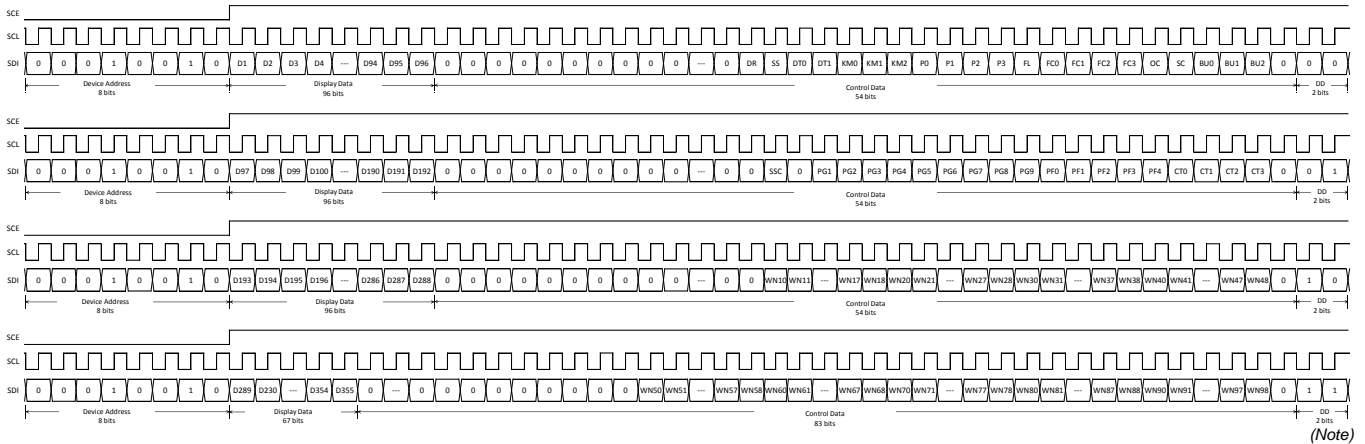 SCE
SCL
SDI 0 0 0 1 0 0 1 0 D1 D2 D3 D4 --- D94 D95 D96 0 0 0 0 0 0 0 0 0 0 --- 0 DR SS DT0 DT1 KM0 KM1 KM2 P0 P1 P2 P3 FL FC0 FC1 FC2 FC3 OC SC BU0 BU1 BU2 0 0 0
Device Address Display Data Control Data DD
8 bits 96 bits 54 bits 2 bits
SCE
SCL
SDI 0 0 0 1 0 0 1 0 D97 D98 D99 D100 --- D190 D191 D192 0 0 0 0 0 0 0 0 0 0 --- 0 0 SSC 0 PG1 PG2 PG3 PG4 PG5 PG6 PG7 PG8 PG9 PF0 PF1 PF2 PF3 PF4 CT0 CT1 CT2 CT3 0 0 1
Device Address Display Data Control Data DD
8 bits 96 bits 54 bits 2 bits
SCE
SCL
SDI 0 0 0 1 0 0 1 0 D193 D194 D195 D196 --- D286 D287 D288 0 0 0 0 0 0 0 0 0 0 --- 0 0 WN10 WN11 --- WN17 WN18 WN20 WN21 --- WN27 WN28 WN30 WN31 --- WN37 WN38 WN40 WN41 --- WN47 WN48 0 1 0
Device Address Display Data Control Data DD
8 bits 96 bits 54 bits 2 bits
SCE
SCL
SDI 0 0 0 1 0 0 1 0 D289 D230 --- D354 D355 0 --- 0 0 0 0 0 0 0 0 0 WN50 WN51 --- WN57 WN58 WN60 WN61 --- WN67 WN68 WN70 WN71 --- WN77 WN78 WN80 WN81 --- WN87 WN88 WN90 WN91 --- WN97 WN98 0 1 1
Device Address Display Data Control Data DD
8 bits 67 bits 83 bits 2 bits
(Note)